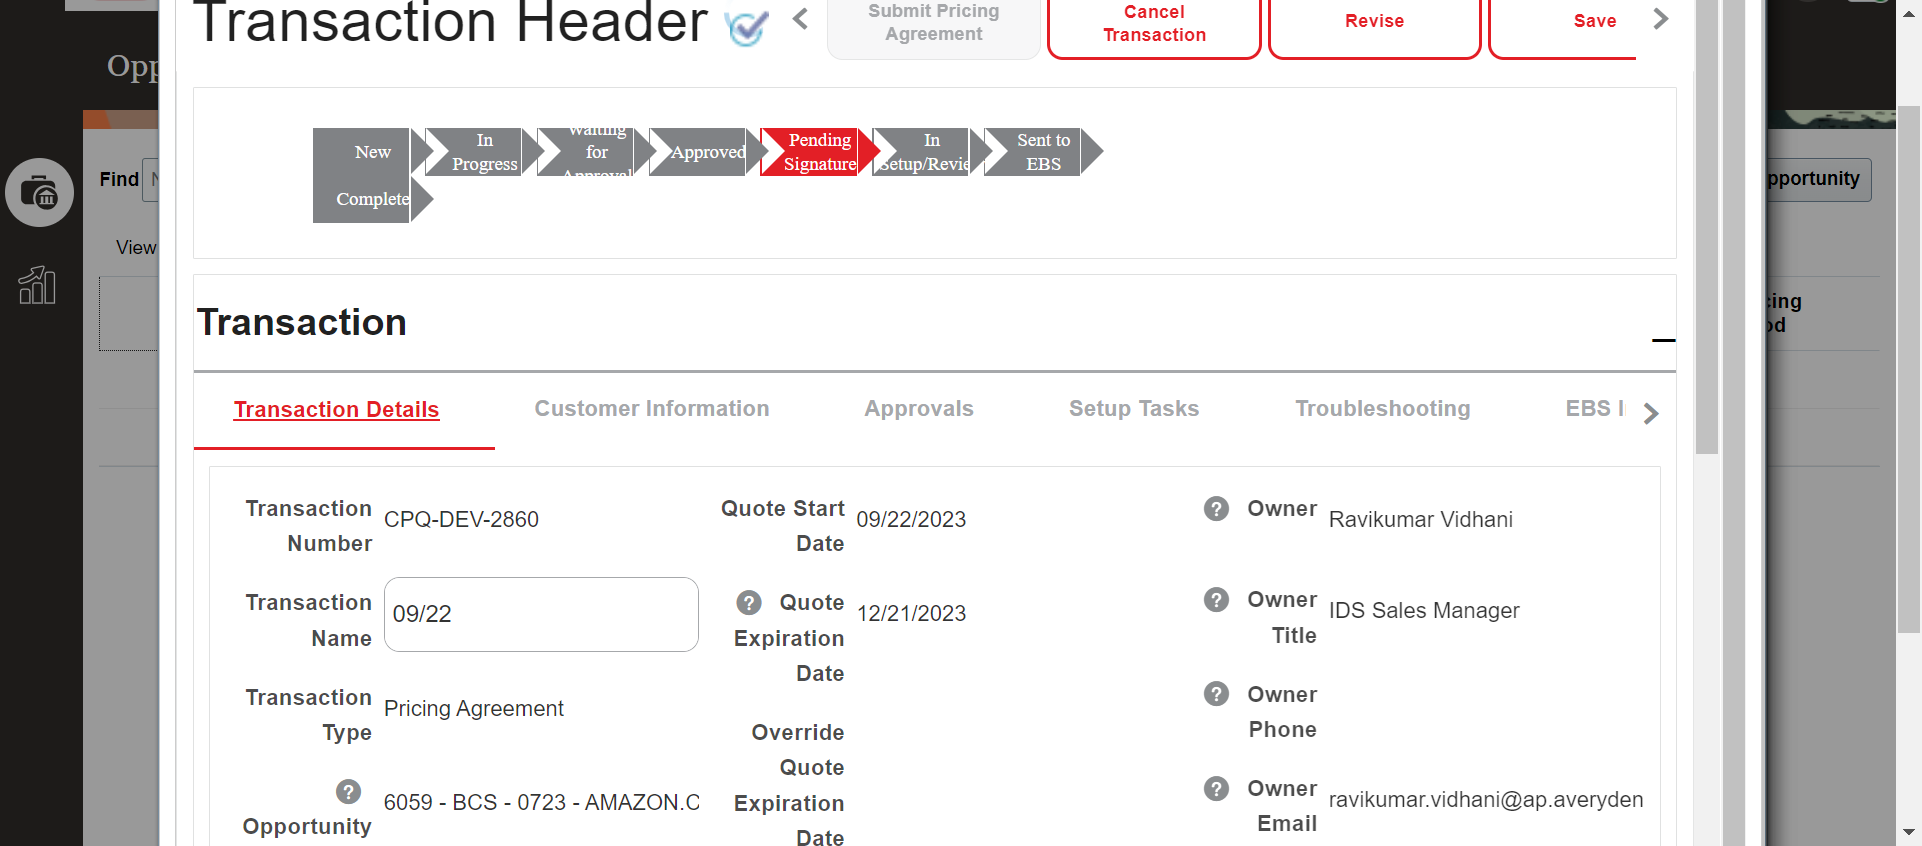 Transaction Header
Submit Pricing
Agreement
Cancel
Transaction
Revise
Save
Opp
New
In
Progress
Waiting
for
Approval
Approved
Pending
Signature
In
Setup/Revie
Sent to
EBS
Complete
Find
pportunity
View
cing
od
Transaction
Transaction Details
Customer Information
Approvals
Setup Tasks
Troubleshooting
EBS I
Transaction
Number
CPQ-DEV-2860
Quote Start
Date
09/22/2023
Owner
Ravikumar Vidhani
Transaction
Name
09/22
Quote
Expiration
Date
12/21/2023
Owner
Title
IDS Sales Manager
Transaction
Type
Pricing Agreement
Override
Quote
Expiration
Date
Owner
Phone
Opportunity
6059 - BCS - 0723 - AMAZON.C
Owner
Email
ravikumar.vidhani@ap.averyden